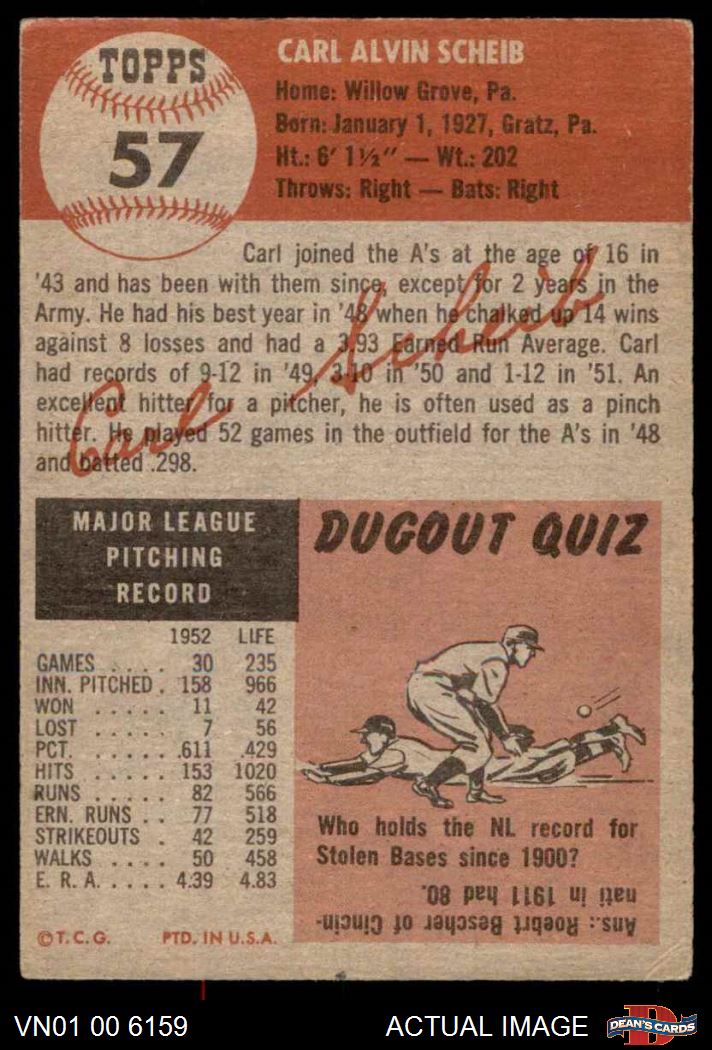 TOPPS
57
CARL ALVIN SCHEIB
Home: Willow Grove, Pa.
Born: January 1, 1927, Gratz, Pa.
Ht.: 6' 1½" — Wt.: 202
Throws: Right — Bats: Right
Carl joined the A's at the age of 16 in
'43 and has been with them since, except for 2 years in the
Army. He had his best year in '48 when he chalked up 14 wins
against 8 losses and had a 3.93 Earned Run Average. Carl
had records of 9-12 in '49, 3-10 in '50 and 1-12 in '51. An
excellent hitter for a pitcher, he is often used as a pinch
hitter. He played 52 games in the outfield for the A's in '48
and batted .298.
Carl Scheib
MAJOR LEAGUE
PITCHING
RECORD
1952 LIFE
GAMES . . . . 30 235
INN. PITCHED . 158 966
WON . . . . . 11 42
LOST . . . . . 7 56
PCT. . . . . . .611 .429
HITS . . . . . 153 1020
RUNS . . . . . 82 566
ERN. RUNS . . 77 518
STRIKEOUTS . 42 259
WALKS . . . . 50 458
E. R. A. . . . . 4.39 4.83
©T.C.G. PTD. IN U.S.A.
DUGOUT QUIZ
Who holds the NL record for
Stolen Bases since 1900?
Ans.: Roebrt Bescher of Cincin-
nati in 1911 had 80.
VN01 00 6159
ACTUAL IMAGE
D
DEAN'S CARDS